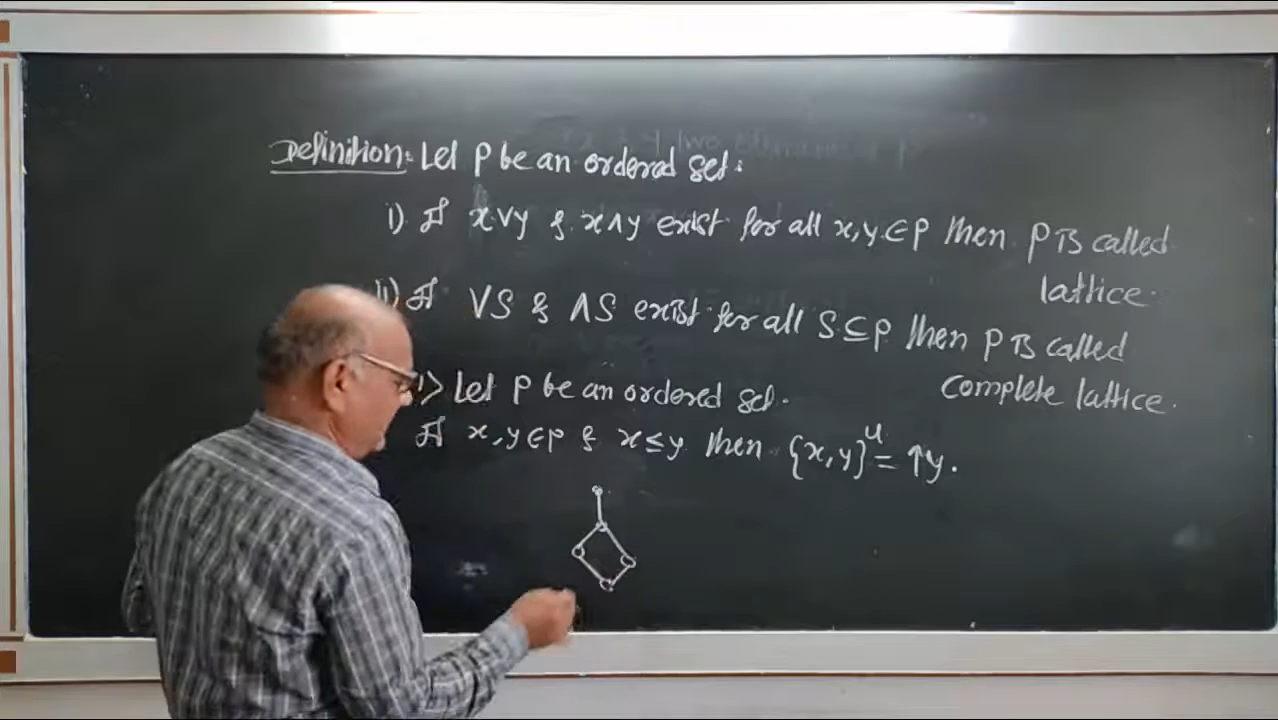 Definition: Let P be an ordered set.
i) If x∨y & x∧y exist for all x, y ∈ P then P is called
lattice.
ii) If ∨S & ∧S exist for all S ⊆ P then P is called
complete lattice.
1> Let P be an ordered set.
If x, y ∈ P & x ≤ y then {x, y}ᵘ = ↑y.